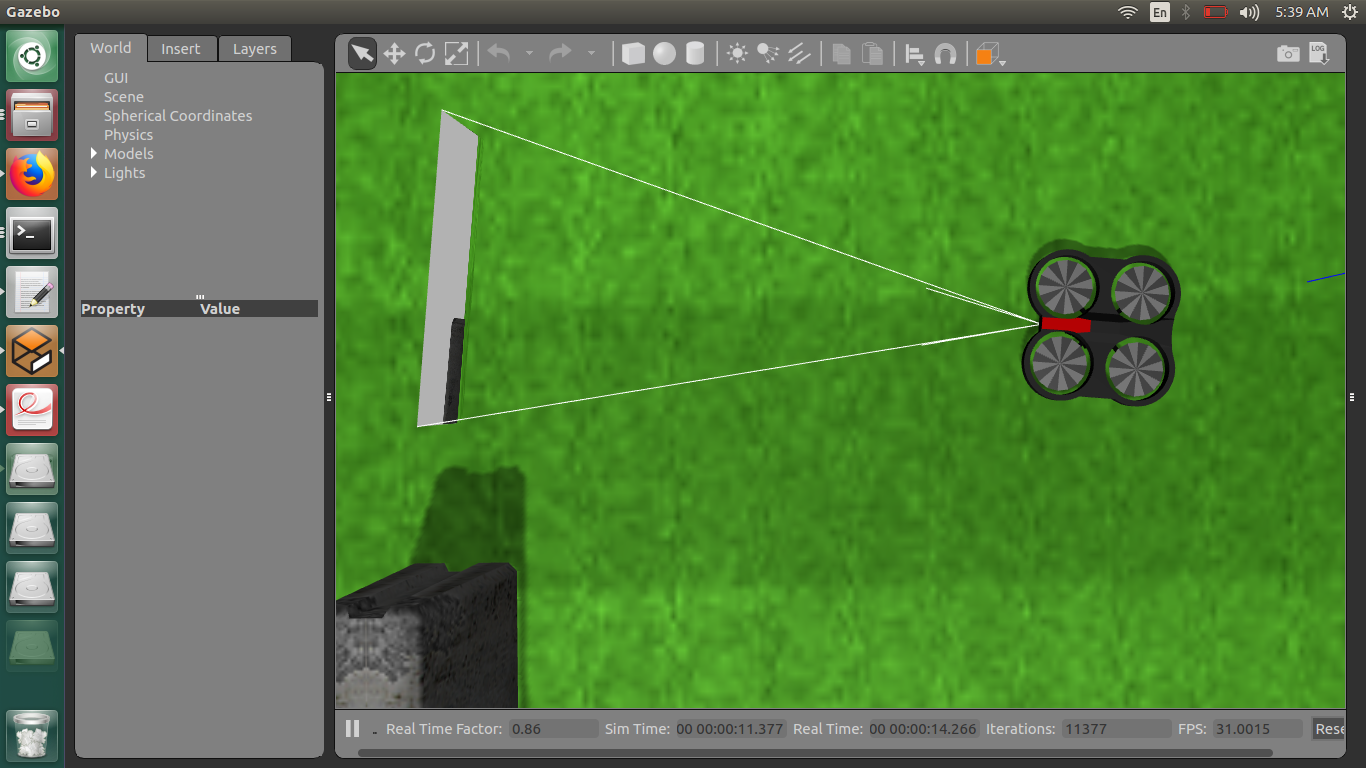 Gazebo
En
5:39 AM
World
Insert
Layers
LOG
GUI
Scene
Spherical Coordinates
Physics
Models
Lights
Property Value
Real Time Factor: 0.86 Sim Time: 00 00:00:11.377 Real Time: 00 00:00:14.266 Iterations: 11377 FPS: 31.0015 Rese